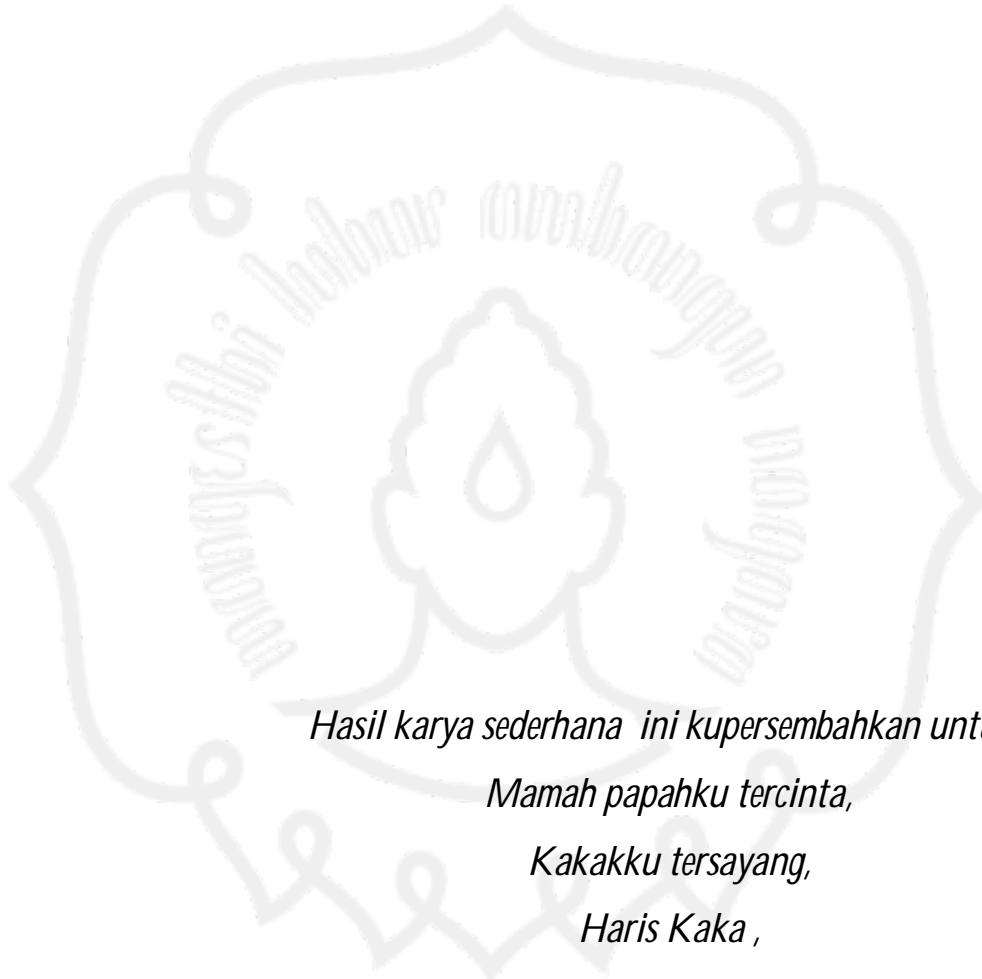 Hasil karya sederhana  ini kupersembahkan unt
Mamah papahku tercinta,
Kakakku tersayang,
Haris Kaka ,